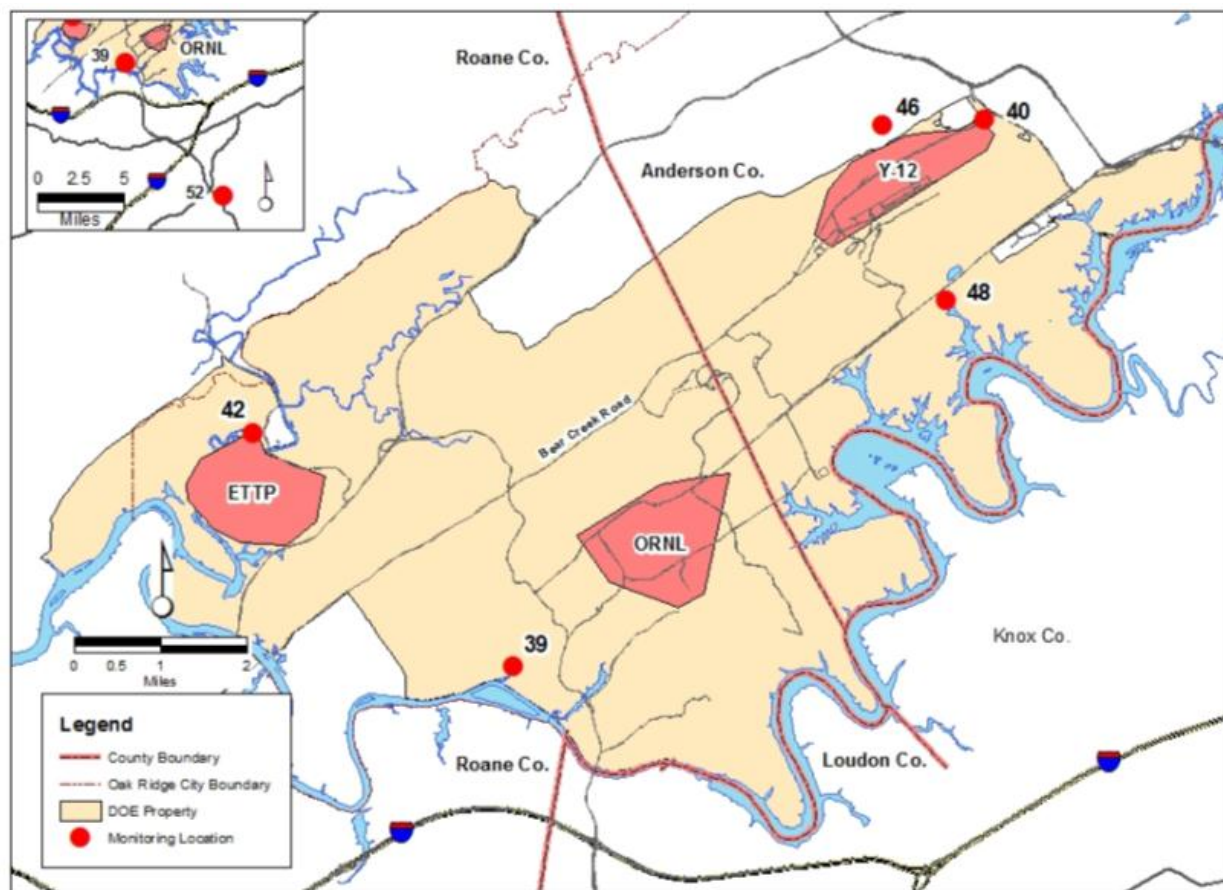 39
ORNL
0 2.5 5
Miles
52
Roane Co.
46
40
Anderson Co.
Y-12
48
42
Bear Creek Road
ETTP
ORNL
Knox Co.
0 0.5 1 2
Miles
39
Legend
County Boundary
Oak Ridge City Boundary
DOE Property
Monitoring Location
Roane Co.
Loudon Co.